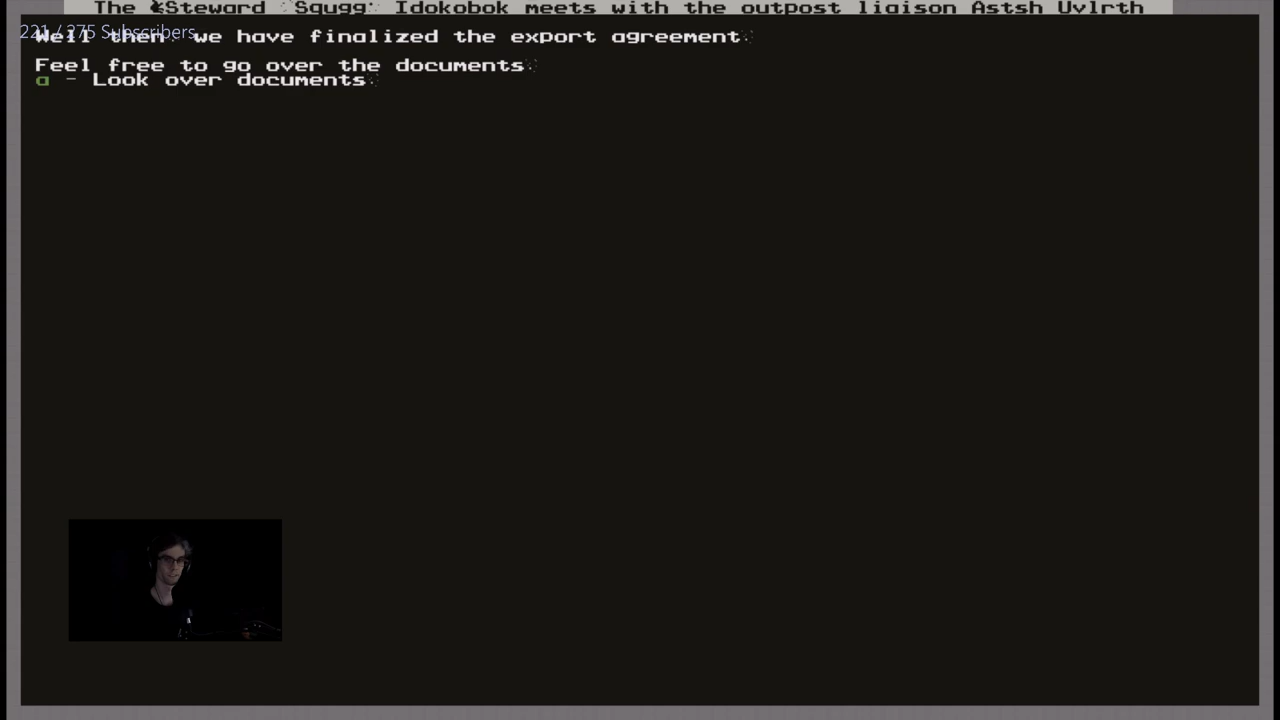 The Steward `Squgg' Idokobok meets with the outpost liaison Astsh Uvlrth
221 / 275 Subscribers
Well then. we have finalized the export agreement.
Feel free to go over the documents.
a - Look over documents.